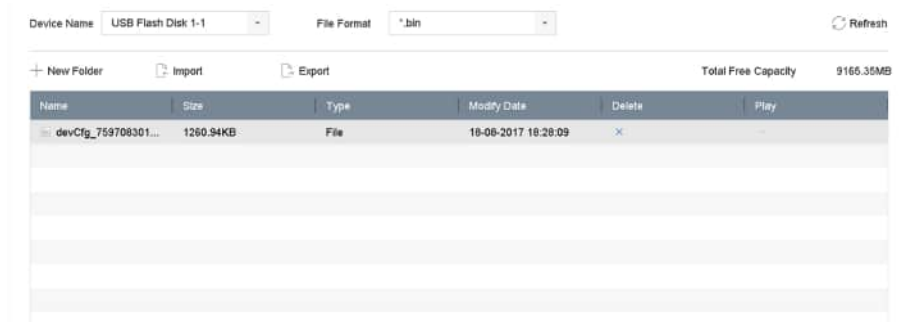 Device Name USB Flash Disk 1-1 File Format *.bin Refresh
New Folder Import Export Total Free Capacity 9165.35MB
Name Size Type Modify Date Delete Play
devCfg_759708301... 1260.94KB File 18-08-2017 18:28:09